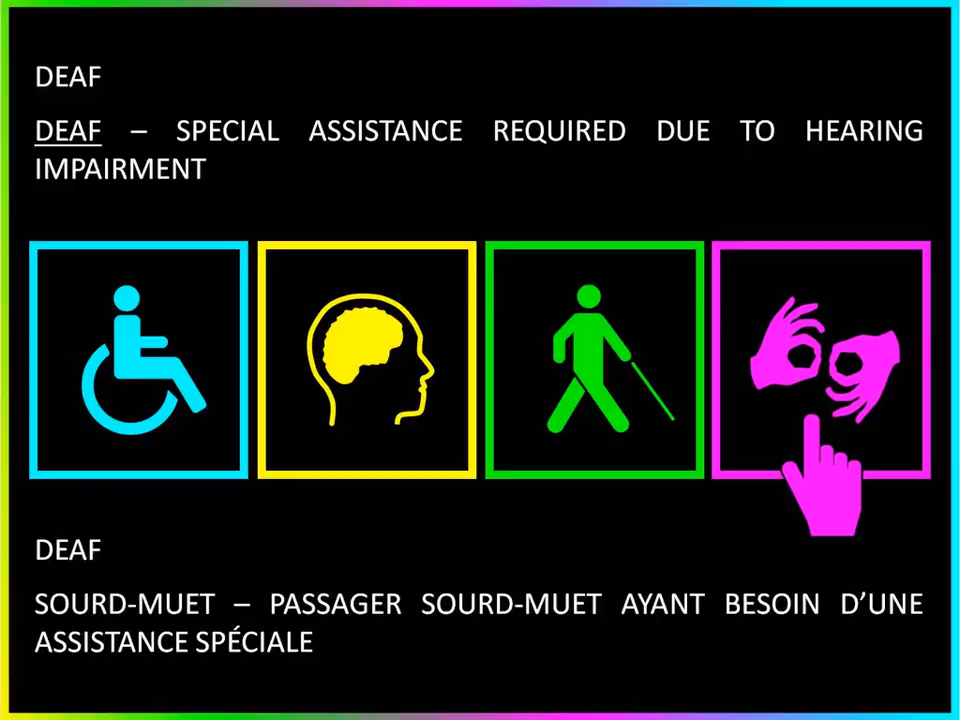 DEAF
DEAF – SPECIAL ASSISTANCE REQUIRED DUE TO HEARING
IMPAIRMENT
DEAF
SOURD-MUET – PASSAGER SOURD-MUET AYANT BESOIN D’UNE
ASSISTANCE SPÉCIALE